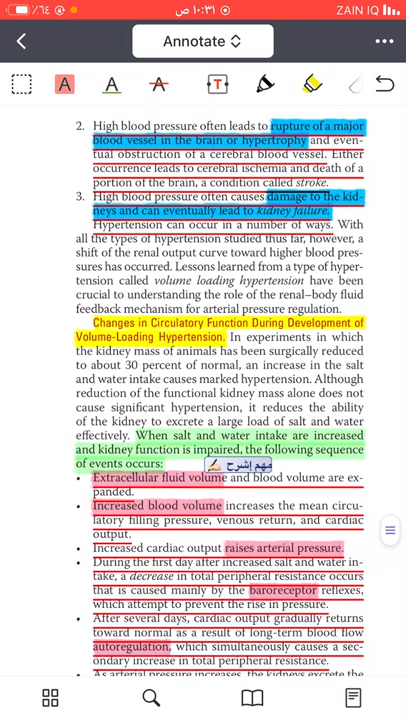 ٪٦٤ ١٠:٣١ ص ZAIN IQ
Annotate
A A A T
2. High blood pressure often leads to rupture of a major
blood vessel in the brain or hypertrophy and even-
tual obstruction of a cerebral blood vessel. Either
occurrence leads to cerebral ischemia and death of a
portion of the brain, a condition called stroke.
3. High blood pressure often causes damage to the kid-
neys and can eventually lead to kidney failure.
Hypertension can occur in a number of ways. With
all the types of hypertension studied thus far, however, a
shift of the renal output curve toward higher blood pres-
sures has occurred. Lessons learned from a type of hyper-
tension called volume loading hypertension have been
crucial to understanding the role of the renal–body fluid
feedback mechanism for arterial pressure regulation.
Changes in Circulatory Function During Development of
Volume-Loading Hypertension. In experiments in which
the kidney mass of animals has been surgically reduced
to about 30 percent of normal, an increase in the salt
and water intake causes marked hypertension. Although
reduction of the functional kidney mass alone does not
cause significant hypertension, it reduces the ability
of the kidney to excrete a large load of salt and water
effectively. When salt and water intake are increased
and kidney function is impaired, the following sequence
of events occurs: مهم إشرح
• Extracellular fluid volume and blood volume are ex-
panded.
• Increased blood volume increases the mean circu-
latory filling pressure, venous return, and cardiac
output.
• Increased cardiac output raises arterial pressure.
• During the first day after increased salt and water in-
take, a decrease in total peripheral resistance occurs
that is caused mainly by the baroreceptor reflexes,
which attempt to prevent the rise in pressure.
• After several days, cardiac output gradually returns
toward normal as a result of long-term blood flow
autoregulation, which simultaneously causes a sec-
ondary increase in total peripheral resistance.
• As arterial pressure increases, the kidneys excrete the